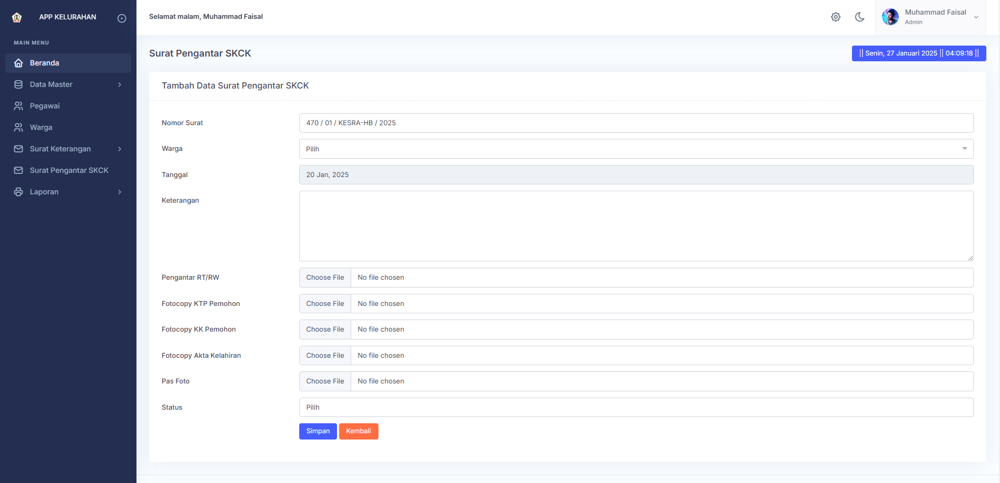 APP KELURAHAN
MAIN MENU
Beranda
Data Master
Pegawai
Warga
Surat Keterangan
Surat Pengantar SKCK
Laporan
Selamat malam, Muhammad Faisal
Muhammad Faisal
Admin
Surat Pengantar SKCK
|| Senin, 27 Januari 2025 || 04:09:18 ||
Tambah Data Surat Pengantar SKCK
Nomor Surat
470 / 01 / KESRA-HB / 2025
Warga
Pilih
Tanggal
20 Jan, 2025
Keterangan
Pengantar RT/RW
Choose File No file chosen
Fotocopy KTP Pemohon
Choose File No file chosen
Fotocopy KK Pemohon
Choose File No file chosen
Fotocopy Akta Kelahiran
Choose File No file chosen
Pas Foto
Choose File No file chosen
Status
Pilih
Simpan Kembali